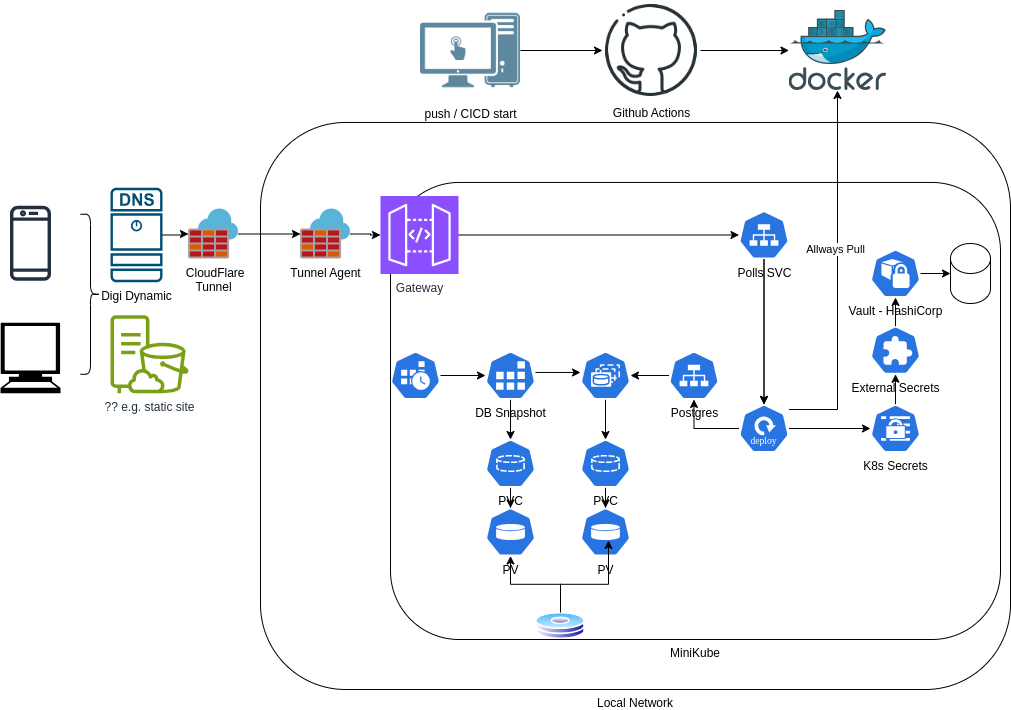 docker
push / CICD start
Github Actions
DNS
CloudFlare
Tunnel
Tunnel Agent
Gateway
Polls SVC
Allways Pull
Digi Dynamic
Vault - HashiCorp
?? e.g. static site
DB Snapshot
Postgres
External Secrets
deploy
K8s Secrets
PVC
PVC
PV
PV
MiniKube
Local Network